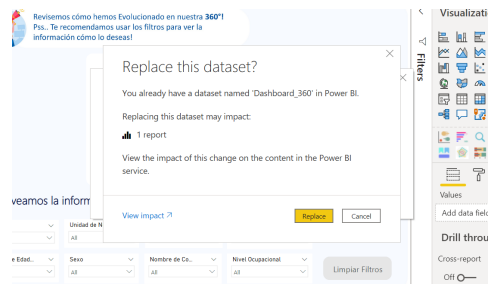 Revisemos cómo hemos Evolucionado en nuestra 360°!
Pss.. Te recomendamos usar los filtros para ver la
información cómo lo deseas!
Visualizati
Filters
Replace this dataset?
You already have a dataset named 'Dashboard_360' in Power BI.
Replacing this dataset may impact:
1 report
View the impact of this change on the content in the Power BI
service.
View impact
Replace
Cancel
veamos la inform
Values
Add data field
Drill throu
Cross-report
Off
Unidad de N
All
e Edad..
Sexo
All
Nombre de Co..
All
Nivel Ocupacional
All
Limpiar Filtros